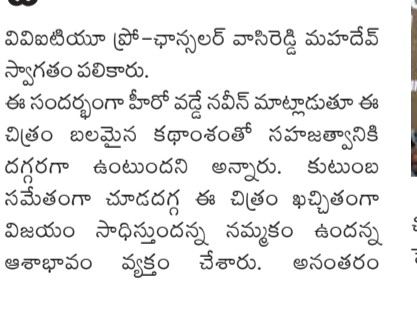 వివిఐటియూ ప్రో-ఛాన్సలర్ వాసిరెడ్డి మహదేవ్
స్వాగతం పలికారు.
ఈ సందర్భంగా హీరో వడ్డే నవీన్ మాట్లాడుతూ ఈ
చిత్రం బలమైన కథాంశంతో సహజత్వానికి
దగ్గరగా ఉంటుందని అన్నారు. కుటుంబ
సమేతంగా చూడదగ్గ ఈ చిత్రం ఖచ్చితంగా
విజయం సాధిస్తుందన్న నమ్మకం ఉందన్న
ఆశాభావం వ్యక్తం చేశారు. అనంతరం